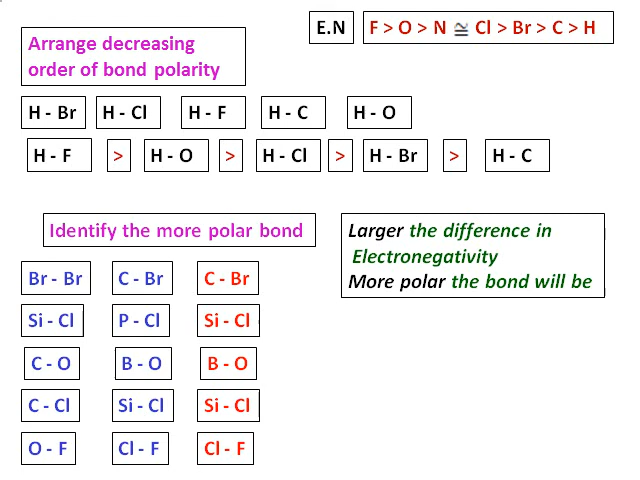 E.N F > O > N ≅ Cl > Br > C > H
Arrange decreasing
order of bond polarity
H - Br H - Cl H - F H - C H - O
H - F > H - O > H - Cl > H - Br > H - C
Identify the more polar bond
Larger the difference in
Electronegativity
More polar the bond will be
Br - Br C - Br C - Br
Si - Cl P - Cl Si - Cl
C - O B - O B - O
C - Cl Si - Cl Si - Cl
O - F Cl - F Cl - F